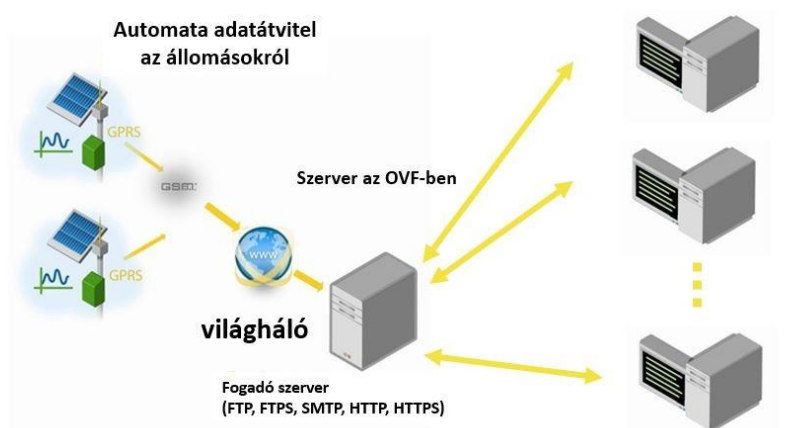 Automata adatátvitel
az állomásokról
GPRS
GSM
Szerver az OVF-ben
GPRS
www
világháló
Fogadó szerver
(FTP, FTPS, SMTP, HTTP, HTTPS)